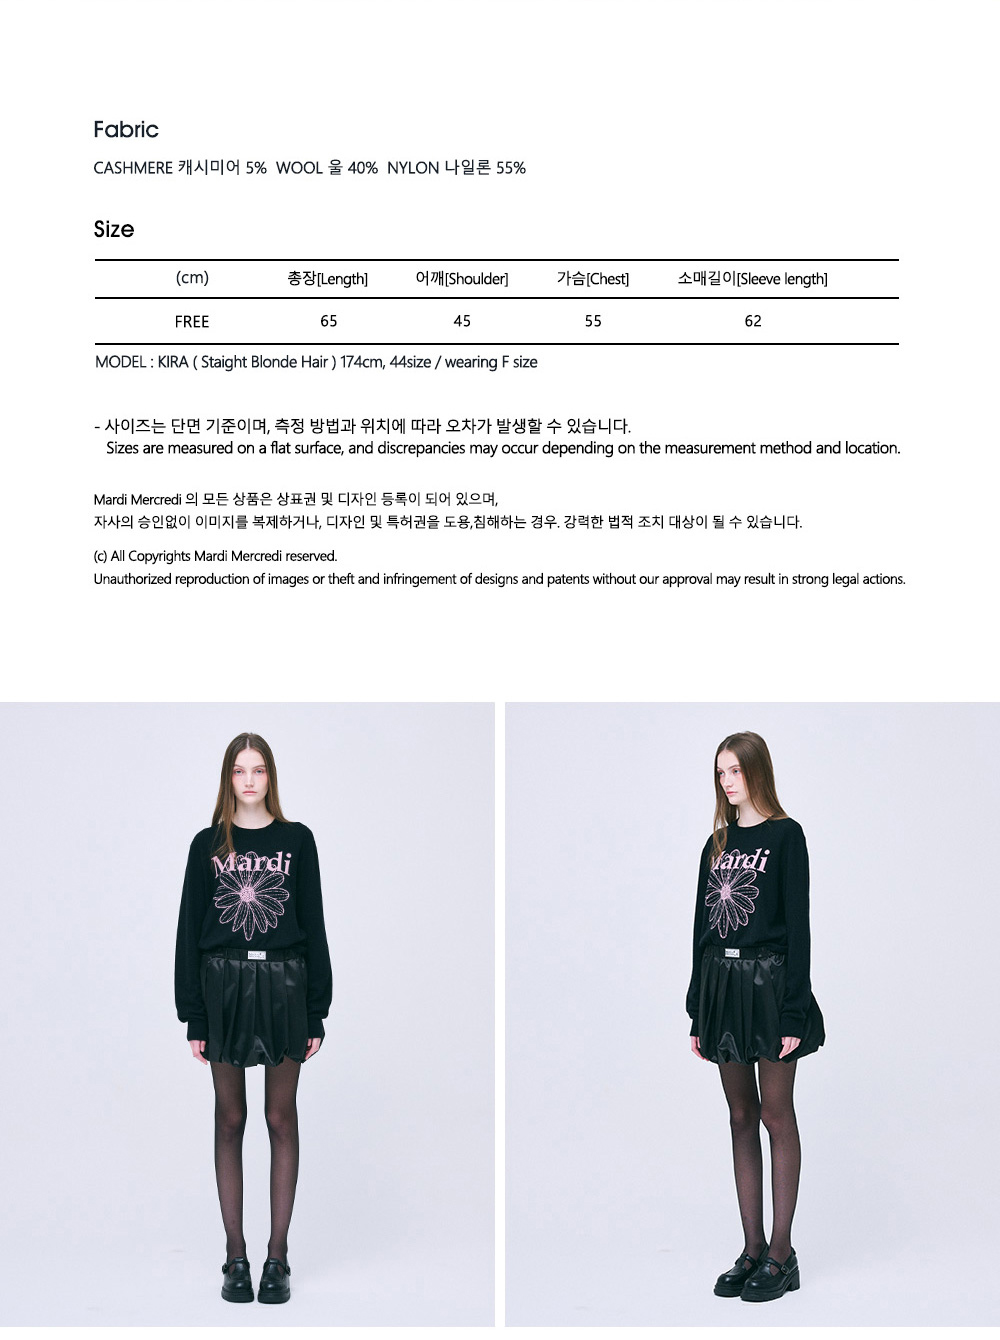 Fabric
CASHMERE 캐시미어 5%  WOOL 울 40%  NYLON 나일론 55%
Size
(cm) 총장[Length] 어깨[Shoulder] 가슴[Chest] 소매길이[Sleeve length]
FREE 65 45 55 62
MODEL : KIRA ( Staight Blonde Hair ) 174cm, 44size / wearing F size
- 사이즈는 단면 기준이며, 측정 방법과 위치에 따라 오차가 발생할 수 있습니다.
Sizes are measured on a flat surface, and discrepancies may occur depending on the measurement method and location.
Mardi Mercredi 의 모든 상품은 상표권 및 디자인 등록이 되어 있으며,
자사의 승인없이 이미지를 복제하거나, 디자인 및 특허권을 도용,침해하는 경우. 강력한 법적 조치 대상이 될 수 있습니다.
(c) All Copyrights Mardi Mercredi reserved.
Unauthorized reproduction of images or theft and infringement of designs and patents without our approval may result in strong legal actions.
Mardi
Mardi